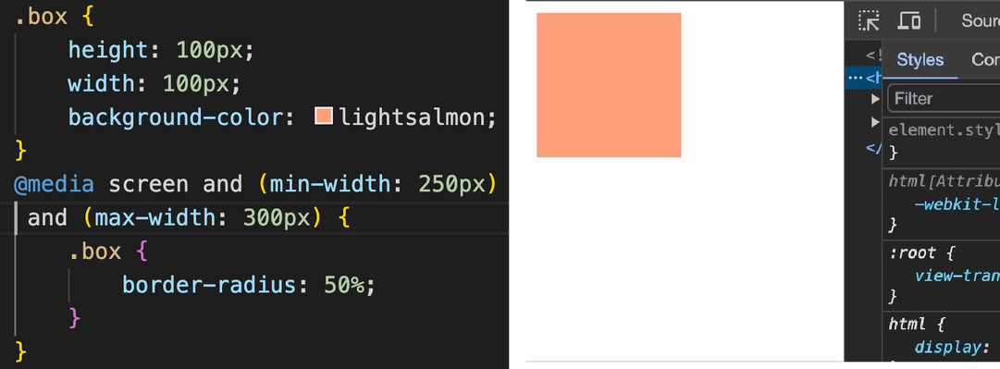 .box {
height: 100px;
width: 100px;
background-color: lightsalmon;
}
@media screen and (min-width: 250px)
and (max-width: 300px) {
.box {
border-radius: 50%;
}
}
Sour
<!
Styles Cor
…<h
Filter
element.styl
</
}
html[Attribu
-webkit-l
}
:root {
view-tran
}
html {
display: